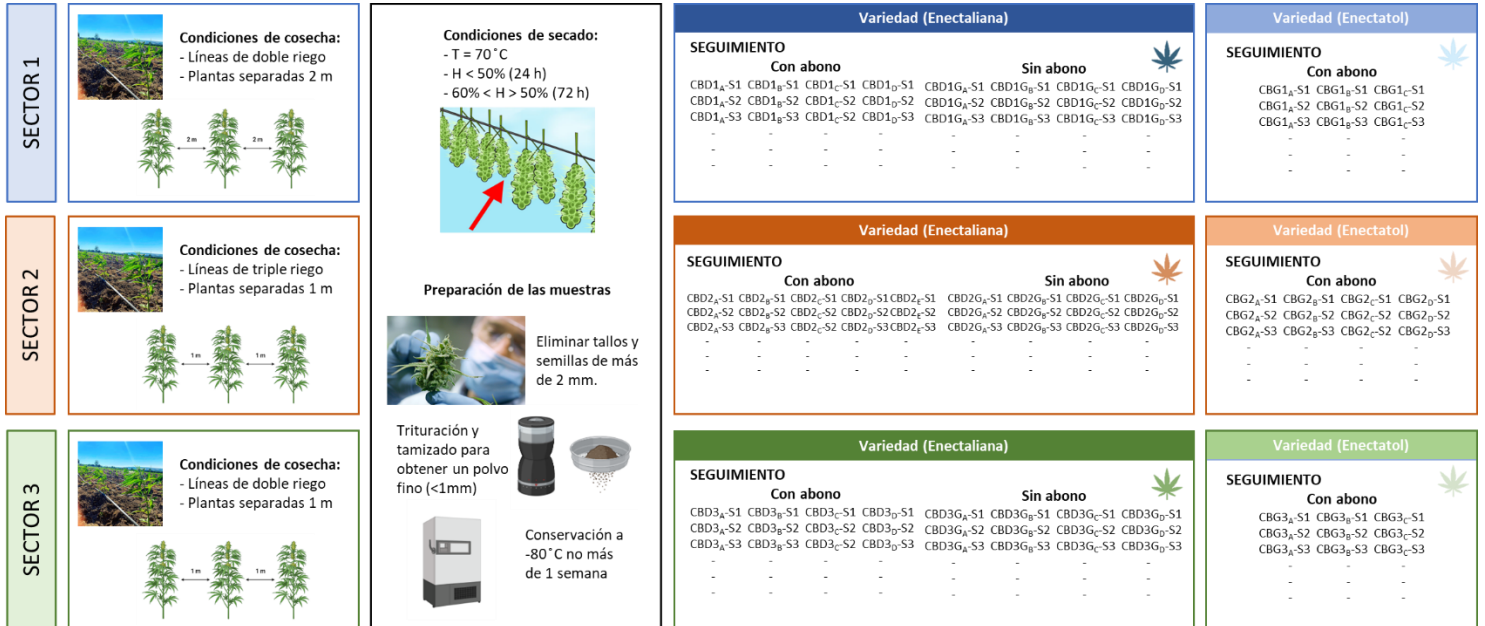 SECTOR 1
Condiciones de cosecha:
- Líneas de doble riego
- Plantas separadas 2 m
2 m 2 m
SECTOR 2
Condiciones de cosecha:
- Líneas de triple riego
- Plantas separadas 1 m
1 m 1 m
SECTOR 3
Condiciones de cosecha:
- Líneas de doble riego
- Plantas separadas 1 m
1 m 1 m
Condiciones de secado:
- T = 70˚C
- H < 50% (24 h)
- 60% < H > 50% (72 h)
Preparación de las muestras
Eliminar tallos y
semillas de más
de 2 mm.
Trituración y
tamizado para
obtener un polvo
fino (<1mm)
Conservación a
-80˚C no más
de 1 semana
Variedad (Enectaliana)
SEGUIMIENTO
Con abono
CBD1A-S1 CBD1B-S1 CBD1C-S1 CBD1D-S1
CBD1A-S2 CBD1B-S2 CBD1C-S2 CBD1D-S2
CBD1A-S3 CBD1B-S3 CBD1C-S2 CBD1D-S3
- - - -
- - - -
- - - -
Sin abono
CBD1GA-S1 CBD1GB-S1 CBD1GC-S1 CBD1GD-S1
CBD1GA-S2 CBD1GB-S2 CBD1GC-S2 CBD1GD-S2
CBD1GA-S3 CBD1GB-S3 CBD1GC-S3 CBD1GD-S3
- - - -
- - - -
- - - -
Variedad (Enectatol)
SEGUIMIENTO
Con abono
CBG1A-S1 CBG1B-S1 CBG1C-S1
CBG1A-S2 CBG1B-S2 CBG1C-S2
CBG1A-S3 CBG1B-S3 CBG1C-S2
- - -
- - -
- - -
Variedad (Enectaliana)
SEGUIMIENTO
Con abono
CBD2A-S1 CBD2B-S1 CBD2C-S1 CBD2D-S1 CBD2E-S1
CBD2A-S2 CBD2B-S2 CBD2C-S2 CBD2D-S2 CBD2E-S2
CBD2A-S3 CBD2B-S3 CBD2C-S2 CBD2D-S3 CBD2E-S3
- - - - -
- - - - -
- - - - -
Sin abono
CBD2GA-S1 CBD2GB-S1 CBD2GC-S1 CBD2GD-S1
CBD2GA-S2 CBD2GB-S2 CBD2GC-S2 CBD2GD-S2
CBD2GA-S3 CBD2GB-S3 CBD2GC-S3 CBD2GD-S3
- - - -
- - - -
- - - -
Variedad (Enectatol)
SEGUIMIENTO
Con abono
CBG2A-S1 CBG2B-S1 CBG2C-S1 CBG2D-S1
CBG2A-S2 CBG2B-S2 CBG2C-S2 CBG2D-S2
CBG2A-S3 CBG2B-S3 CBG2C-S2 CBG2D-S3
- - - -
- - - -
- - - -
Variedad (Enectaliana)
SEGUIMIENTO
Con abono
CBD3A-S1 CBD3B-S1 CBD3C-S1 CBD3D-S1
CBD3A-S2 CBD3B-S2 CBD3C-S2 CBD3D-S2
CBD3A-S3 CBD3B-S3 CBD3C-S2 CBD3D-S3
- - - -
- - - -
- - - -
Sin abono
CBD3GA-S1 CBD3GB-S1 CBD3GC-S1 CBD3GD-S1
CBD3GA-S2 CBD3GB-S2 CBD3GC-S2 CBD3GD-S2
CBD3GA-S3 CBD3GB-S3 CBD3GC-S3 CBD3GD-S3
- - - -
- - - -
- - - -
Variedad (Enectatol)
SEGUIMIENTO
Con abono
CBG3A-S1 CBG3B-S1 CBG3C-S1
CBG3A-S2 CBG3B-S2 CBG3C-S2
CBG3A-S3 CBG3B-S3 CBG3C-S2
- - -
- - -
- - -